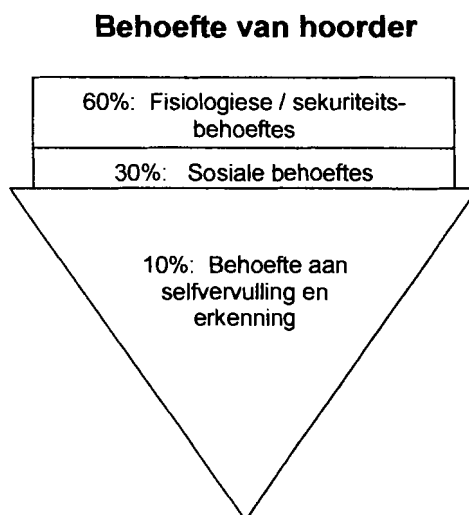 Behoefte van hoorder
60%: Fisiologiese / sekuriteits-
behoeftes
30%: Sosiale behoeftes
10%: Behoefte aan
selfvervulling en
erkenning